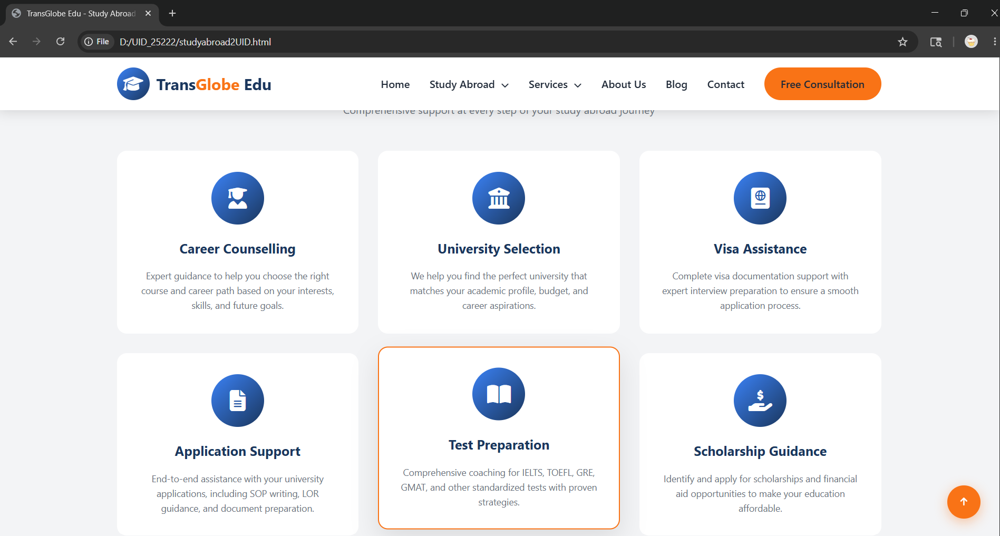 TransGlobe Edu - Study Abroad
File D:/UID_25222/studyabroad2UID.html
TransGlobe Edu
Home Study Abroad Services About Us Blog Contact Free Consultation
Comprehensive support at every step of your study abroad journey
Career Counselling
Expert guidance to help you choose the right
course and career path based on your interests,
skills, and future goals.
University Selection
We help you find the perfect university that
matches your academic profile, budget, and
career aspirations.
Visa Assistance
Complete visa documentation support with
expert interview preparation to ensure a smooth
application process.
Application Support
End-to-end assistance with your university
applications, including SOP writing, LOR
guidance, and document preparation.
Test Preparation
Comprehensive coaching for IELTS, TOEFL, GRE,
GMAT, and other standardized tests with proven
strategies.
Scholarship Guidance
Identify and apply for scholarships and financial
aid opportunities to make your education
affordable.